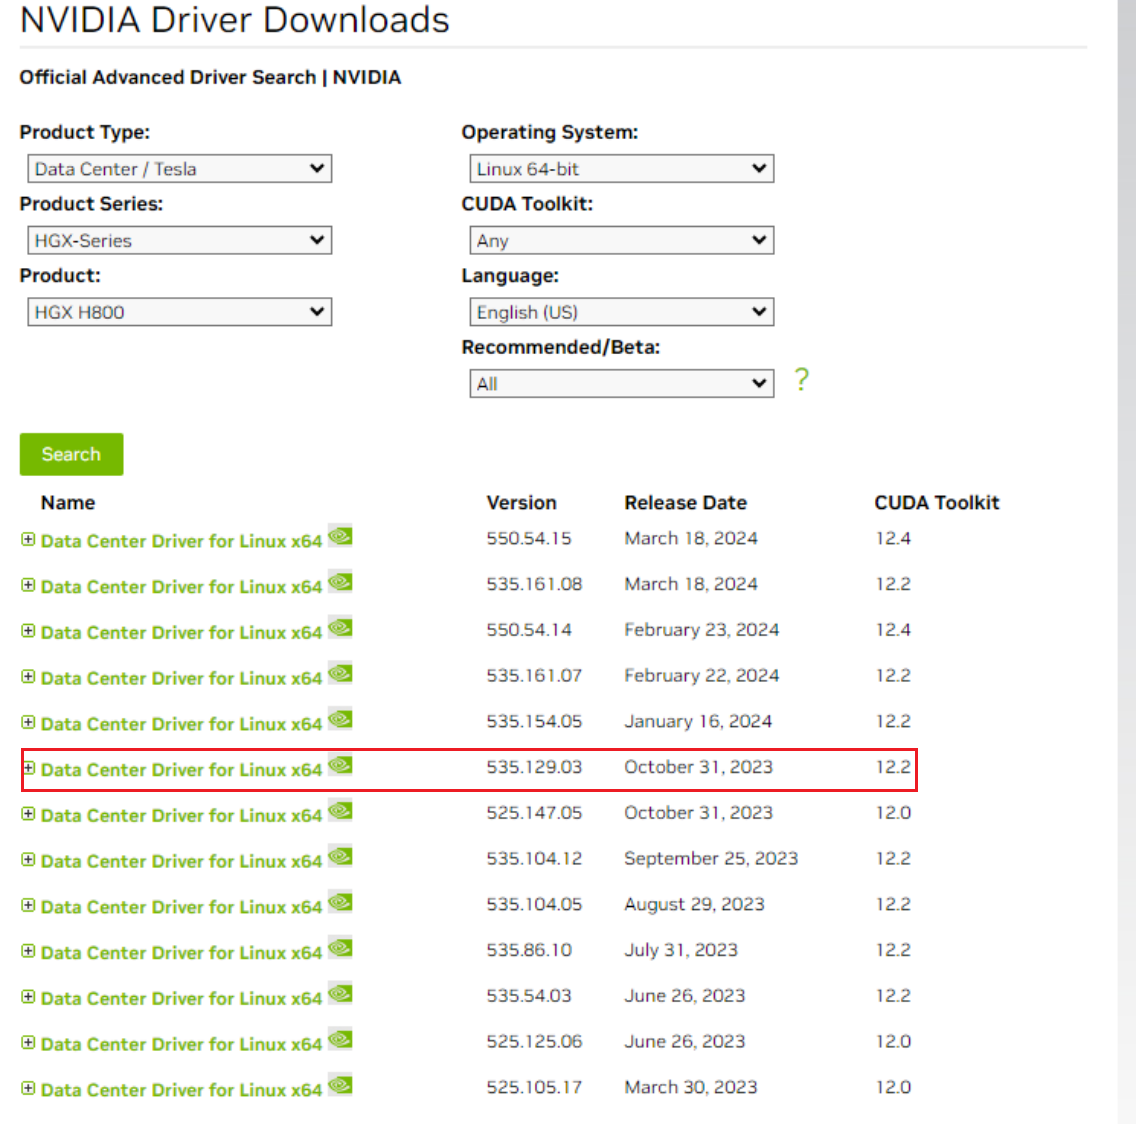 NVIDIA Driver Downloads
Official Advanced Driver Search | NVIDIA
Product Type: Operating System:
Data Center / Tesla Linux 64-bit
Product Series: CUDA Toolkit:
HGX-Series Any
Product: Language:
HGX H800 English (US)
Recommended/Beta:
All ?
Search
Name Version Release Date CUDA Toolkit
Data Center Driver for Linux x64 550.54.15 March 18, 2024 12.4
Data Center Driver for Linux x64 535.161.08 March 18, 2024 12.2
Data Center Driver for Linux x64 550.54.14 February 23, 2024 12.4
Data Center Driver for Linux x64 535.161.07 February 22, 2024 12.2
Data Center Driver for Linux x64 535.154.05 January 16, 2024 12.2
Data Center Driver for Linux x64 535.129.03 October 31, 2023 12.2
Data Center Driver for Linux x64 525.147.05 October 31, 2023 12.0
Data Center Driver for Linux x64 535.104.12 September 25, 2023 12.2
Data Center Driver for Linux x64 535.104.05 August 29, 2023 12.2
Data Center Driver for Linux x64 535.86.10 July 31, 2023 12.2
Data Center Driver for Linux x64 535.54.03 June 26, 2023 12.2
Data Center Driver for Linux x64 525.125.06 June 26, 2023 12.0
Data Center Driver for Linux x64 525.105.17 March 30, 2023 12.0